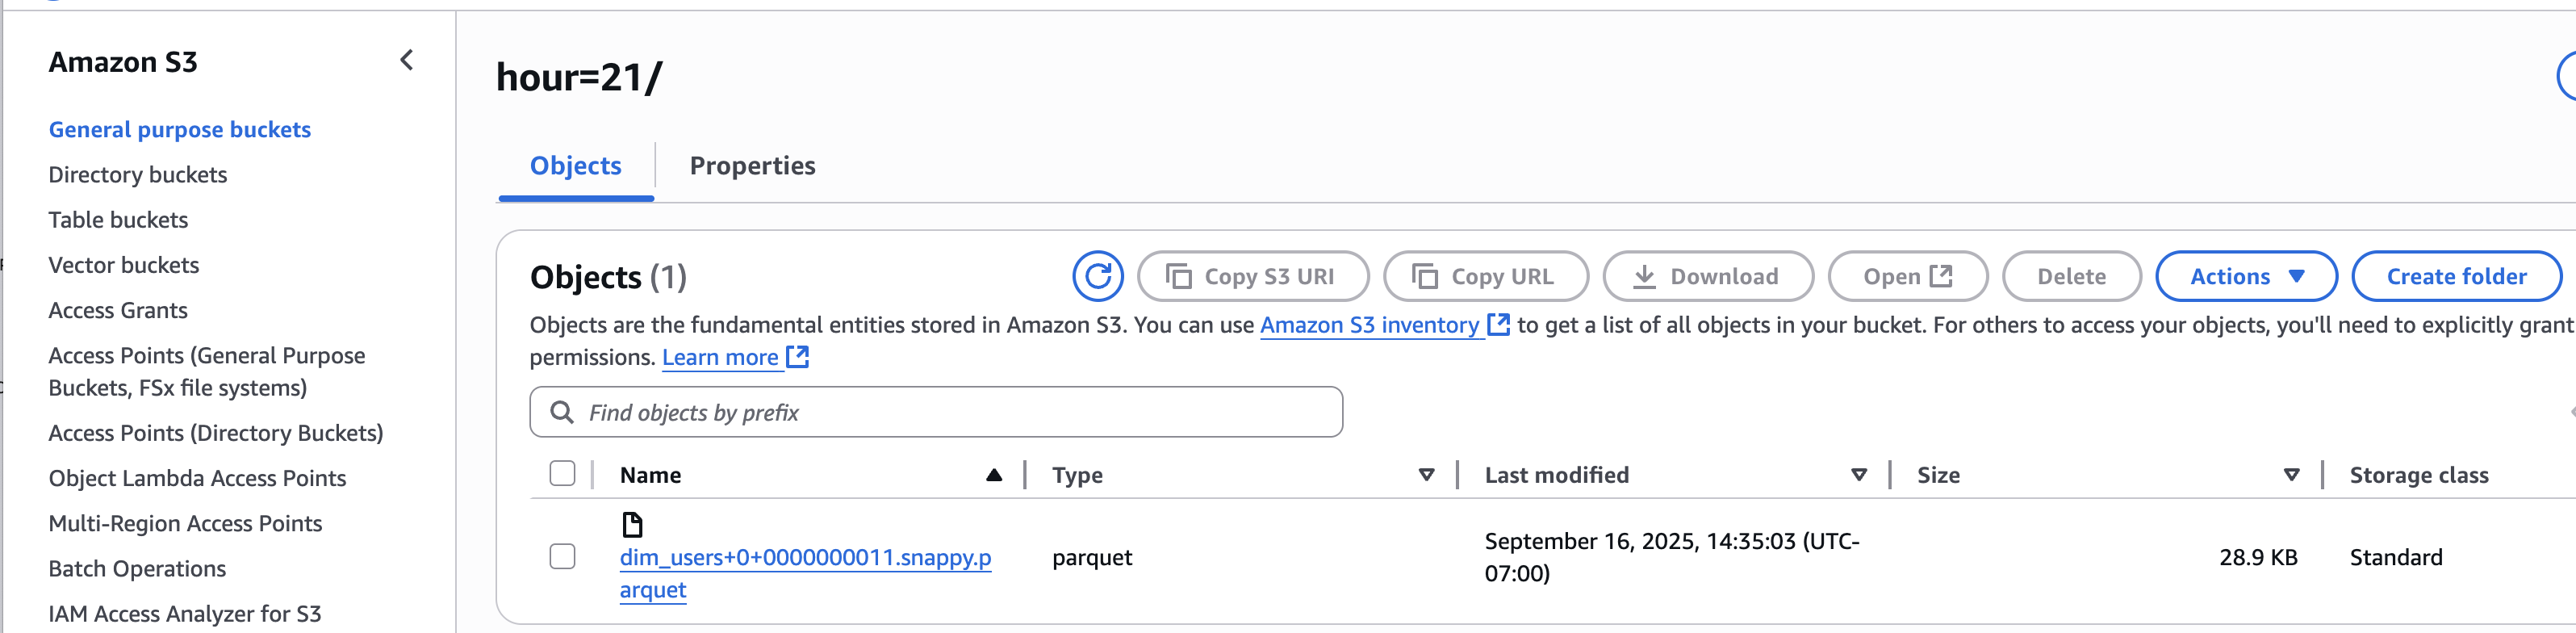 Amazon S3
General purpose buckets
Directory buckets
Table buckets
Vector buckets
Access Grants
Access Points (General Purpose
Buckets, FSx file systems)
Access Points (Directory Buckets)
Object Lambda Access Points
Multi-Region Access Points
Batch Operations
IAM Access Analyzer for S3
hour=21/
Objects
Properties
Objects (1)
Copy S3 URI
Copy URL
Download
Open
Delete
Actions
Create folder
Objects are the fundamental entities stored in Amazon S3. You can use Amazon S3 inventory to get a list of all objects in your bucket. For others to access your objects, you'll need to explicitly grant
permissions. Learn more
Find objects by prefix
Name
Type
Last modified
Size
Storage class
dim_users+0+0000000011.snappy.p
arquet
parquet
September 16, 2025, 14:35:03 (UTC-
07:00)
28.9 KB
Standard